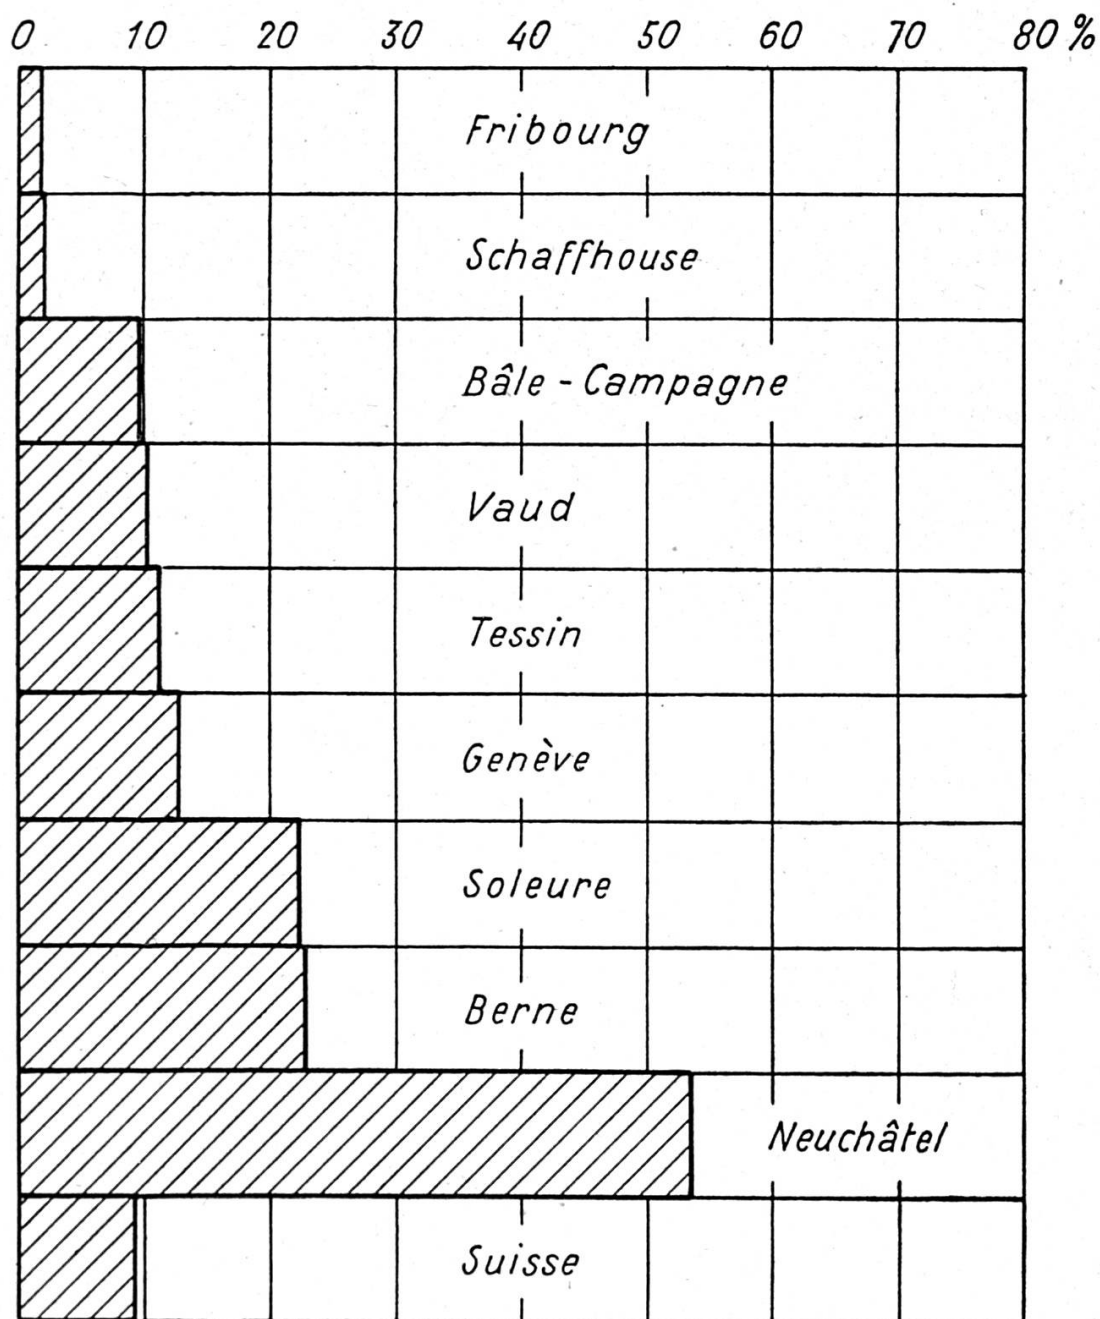 0 10 20 30 40 50 60 70 80 %
Fribourg
Schaffhouse
Bâle - Campagne
Vaud
Tessin
Genève
Soleure
Berne
Neuchâtel
Suisse